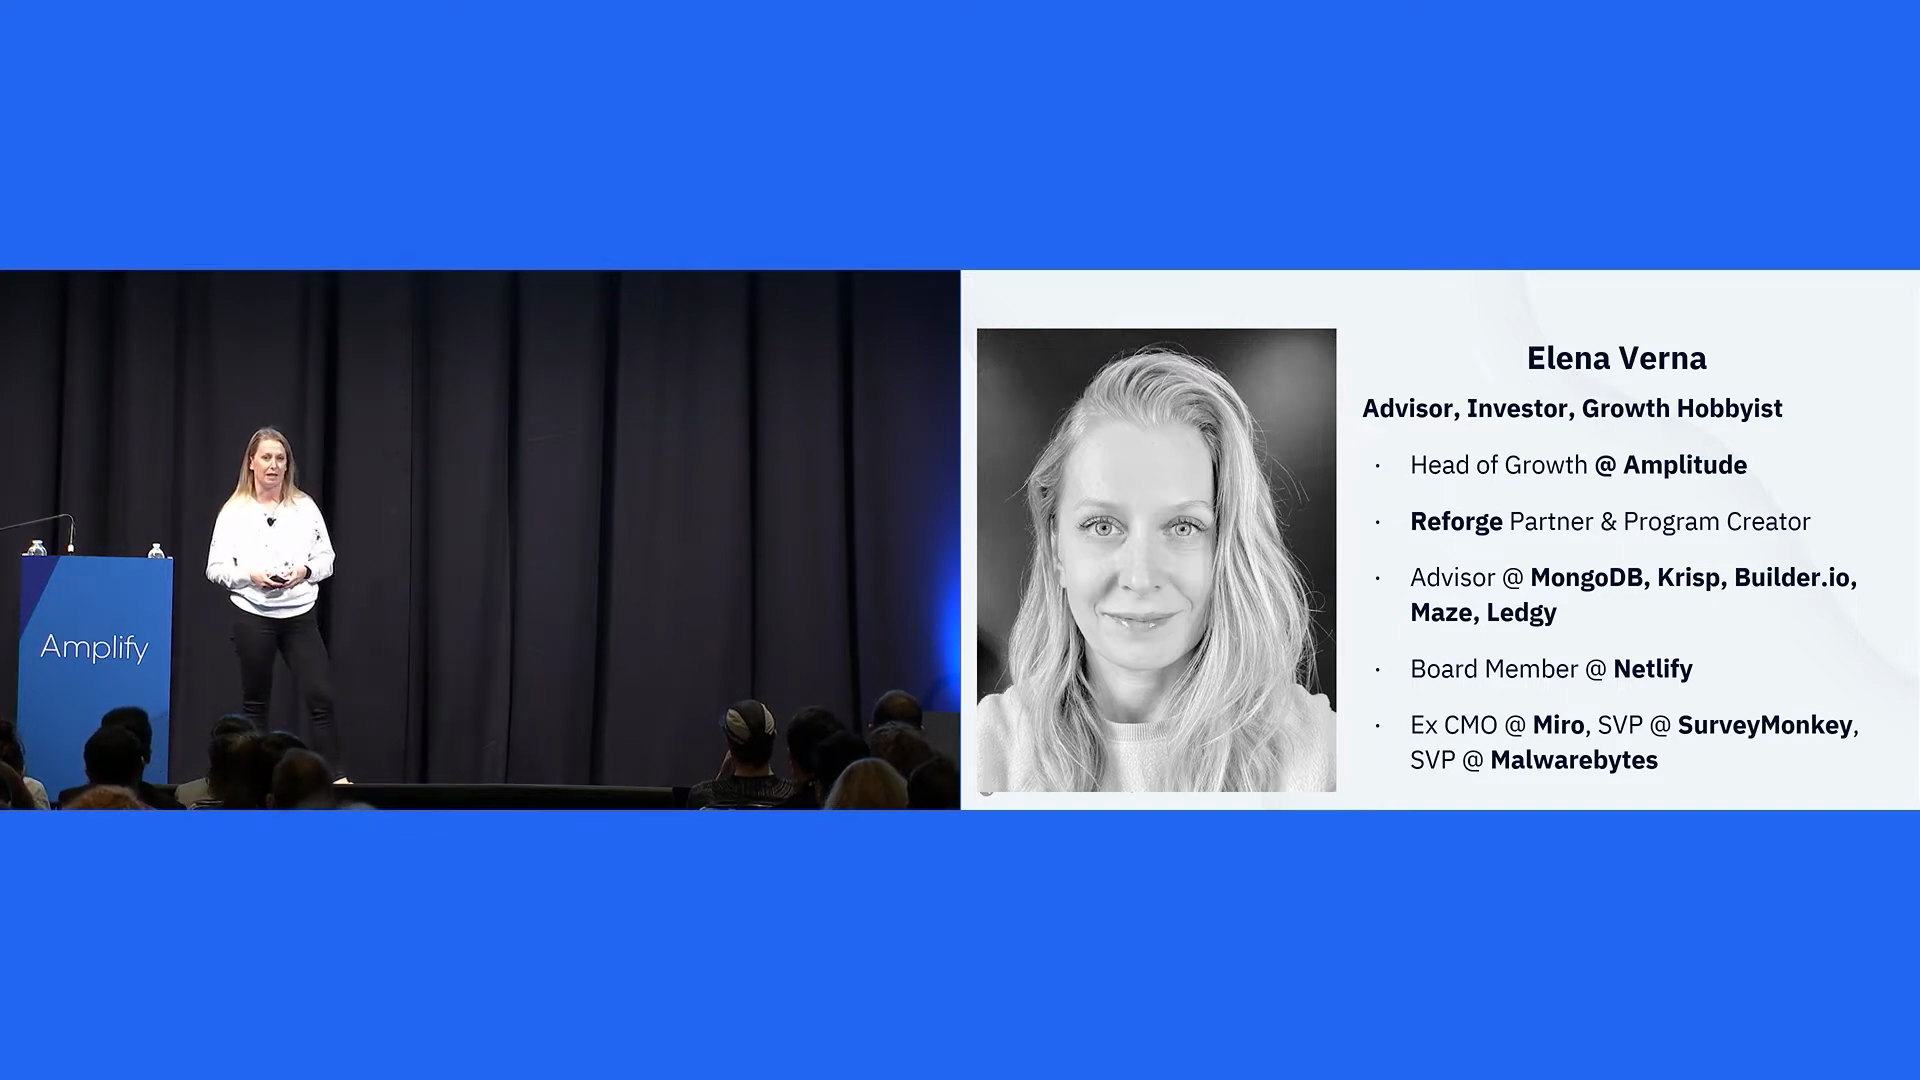 Amplify
Elena Verna
Advisor, Investor, Growth Hobbyist
· Head of Growth @ Amplitude
· Reforge Partner & Program Creator
· Advisor @ MongoDB, Krisp, Builder.io,
Maze, Ledgy
· Board Member @ Netlify
· Ex CMO @ Miro, SVP @ SurveyMonkey,
SVP @ Malwarebytes